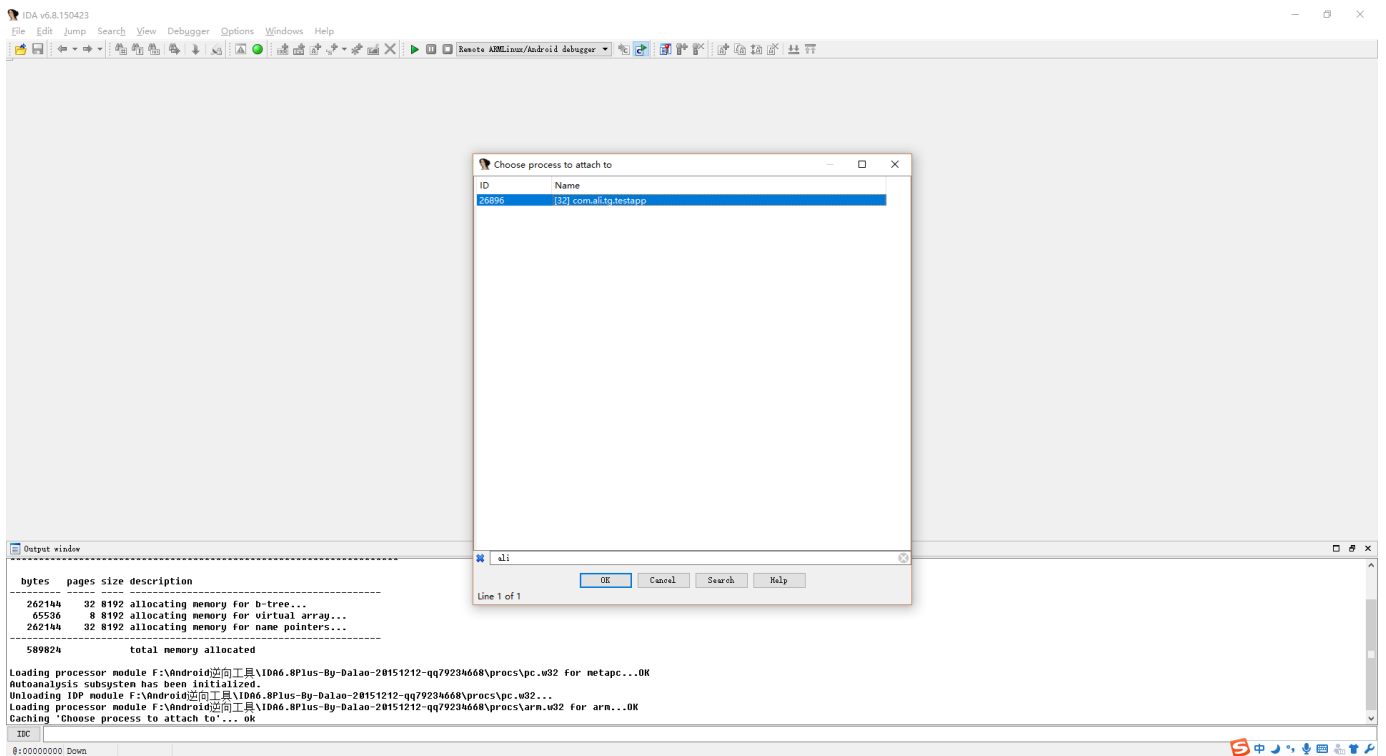 IDA v6.8.150423
File Edit Jump Search View Debugger Options Windows Help
Remote ARMLinux/Android debugger
Choose process to attach to
ID Name
26896 [32] com.ali.tg.testapp
ali
OK Cancel Search Help
Line 1 of 1
Output window
bytes pages size description
--------- ----- ---- --------------------------------------------
262144 32 8192 allocating memory for b-tree...
65536 8 8192 allocating memory for virtual array...
262144 32 8192 allocating memory for name pointers...
-----------------------------------------------------------------
589824 total memory allocated
Loading processor module F:\Android逆向工具\IDA6.8Plus-By-Dalao-20151212-qq79234668\procs\pc.w32 for metapc...OK
Autoanalysis subsystem has been initialized.
Unloading IDP module F:\Android逆向工具\IDA6.8Plus-By-Dalao-20151212-qq79234668\procs\pc.w32...
Loading processor module F:\Android逆向工具\IDA6.8Plus-By-Dalao-20151212-qq79234668\procs\arm.w32 for arm...OK
Caching 'Choose process to attach to'... ok
IDC
@:00000000 Down
中